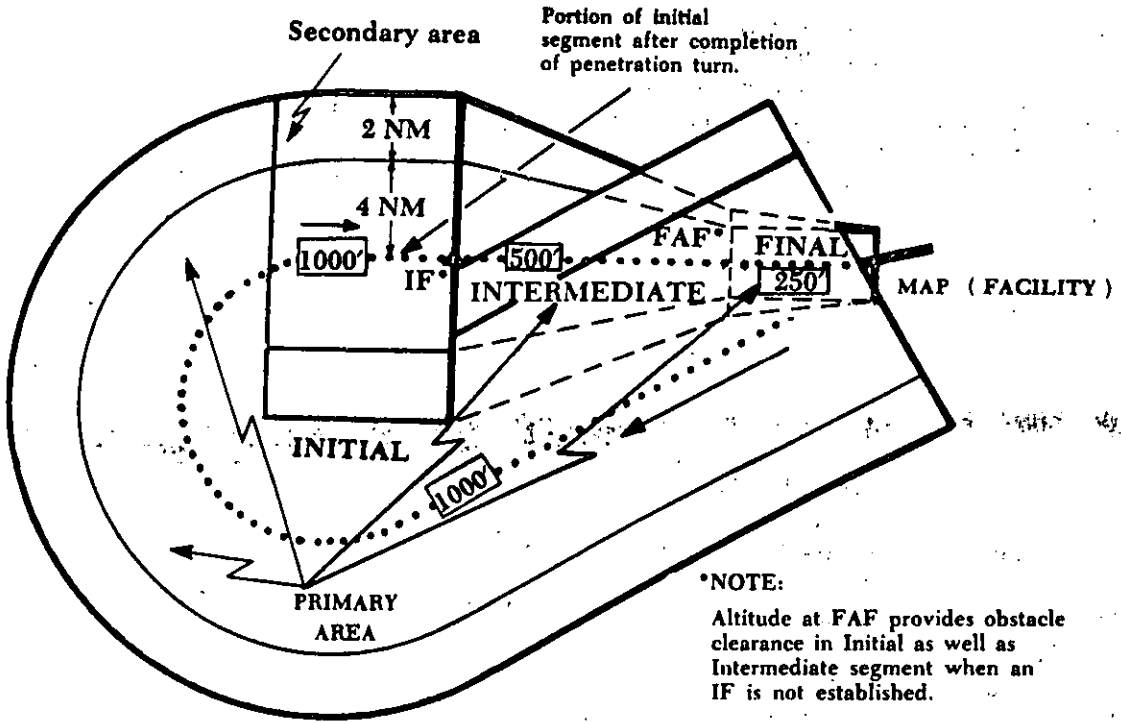 Portion of initial
segment after completion
of penetration turn.
Secondary area
2 NM
4 NM
1000'
IF
500'
FAF*
FINAL
250'
INTERMEDIATE
MAP ( FACILITY )
INITIAL
1000'
PRIMARY
AREA
*NOTE:
Altitude at FAF provides obstacle
clearance in Initial as well as
Intermediate segment when an
IF is not established.